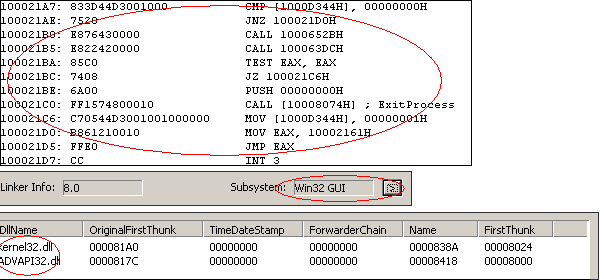 100021A7: 833D44D3001000 CMP [1000D344H], 00000000H
100021AE: 7520 JNZ 100021D0H
100021B0: E876430000 CALL 1000652BH
100021B5: E822420000 CALL 100063DCH
100021BA: 85C0 TEST EAX, EAX
100021BC: 7408 JZ 100021C6H
100021BE: 6A00 PUSH 00000000H
100021C0: FF1574800010 CALL [10008074H] ; ExitProcess
100021C6: C70544D3001001000000 MOV [1000D344H], 00000001H
100021D0: B861210010 MOV EAX, 10002161H
100021D5: FFE0 JMP EAX
100021D7: CC INT 3
Linker Info: 8.0 Subsystem: Win32 GUI
DllName OriginalFirstThunk TimeDateStamp ForwarderChain Name FirstThunk
Kernel32.dll 000081A0 00000000 00000000 0000838A 00008024
ADVAPI32.dll 0000817C 00000000 00000000 00008418 00008000